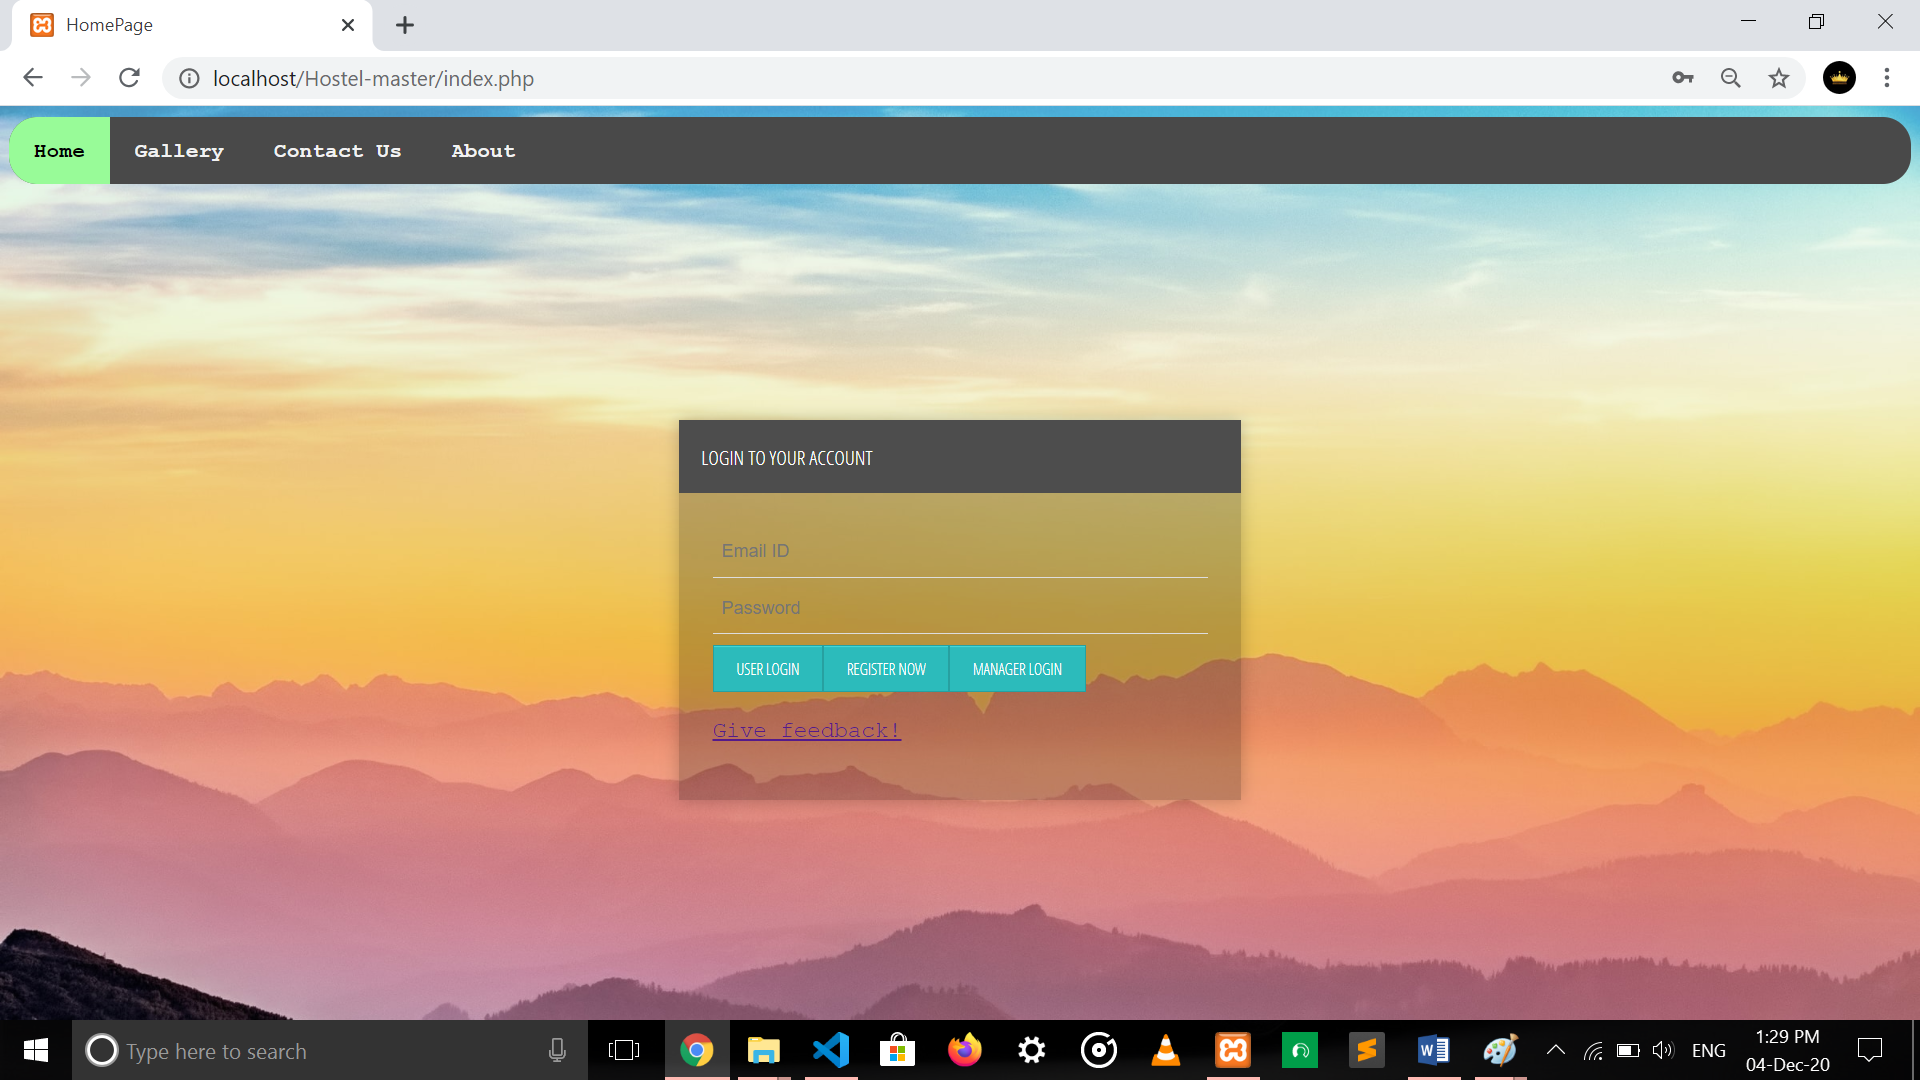 HomePage
localhost/Hostel-master/index.php
Home Gallery Contact Us About
LOGIN TO YOUR ACCOUNT
Email ID
Password
USER LOGIN REGISTER NOW MANAGER LOGIN
Give feedback!
Type here to search
ENG
1:29 PM
04-Dec-20